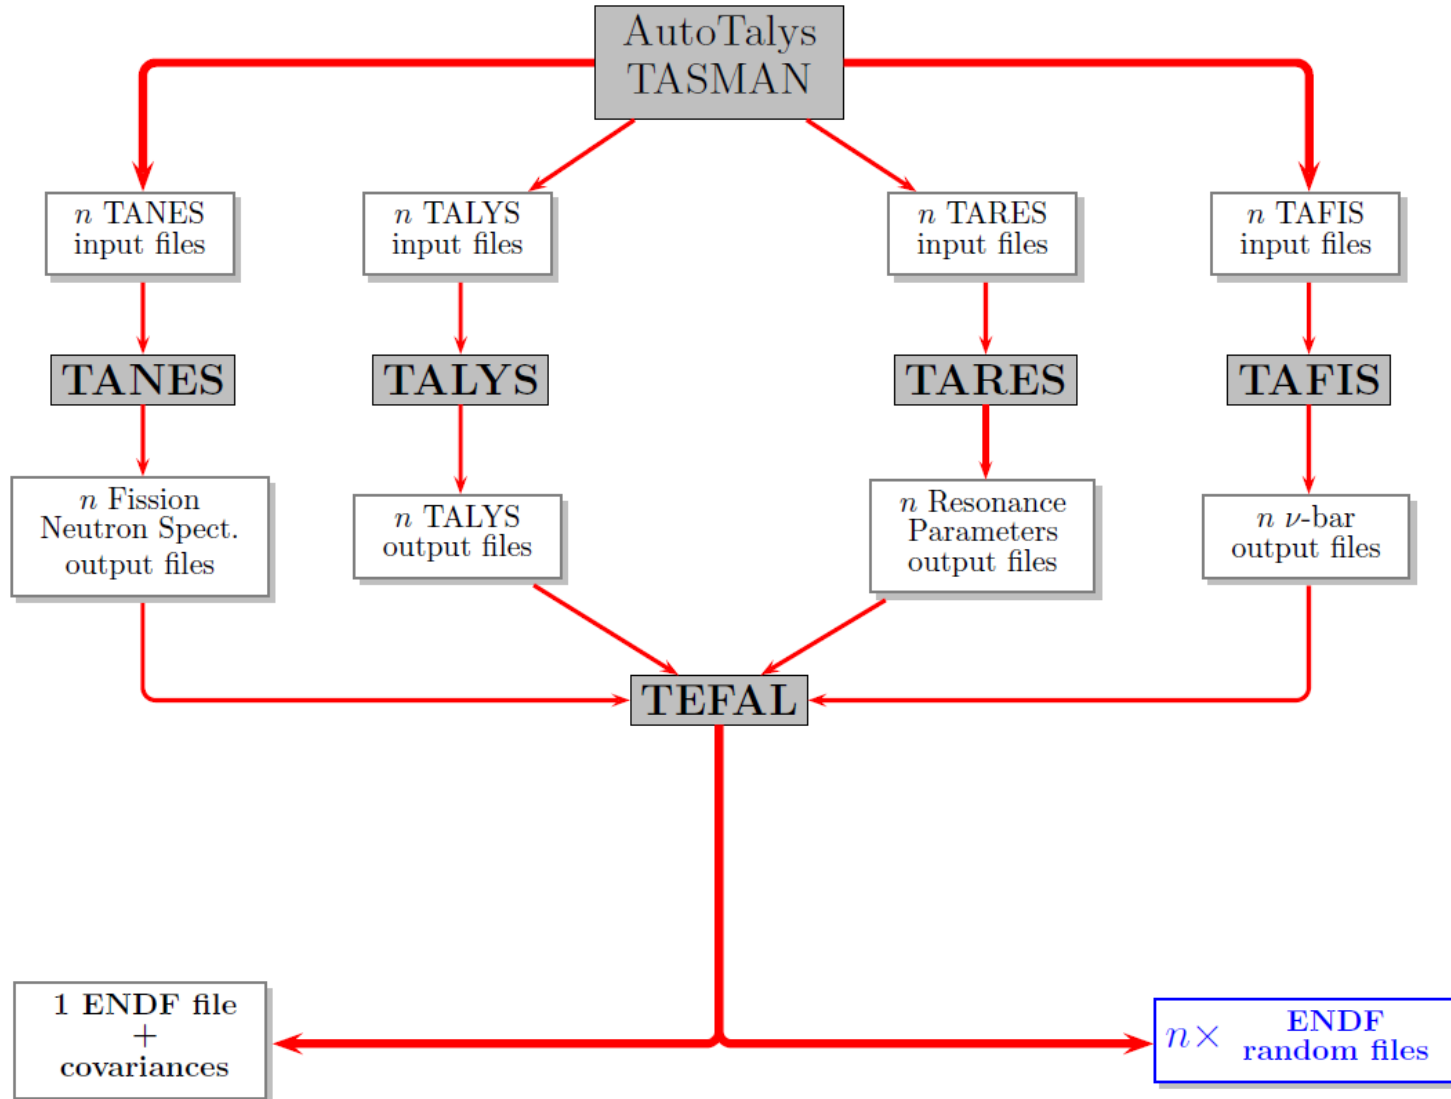 AutoTalys
TASMAN
n TANES
input files
n TALYS
input files
n TARES
input files
n TAFIS
input files
TANES
TALYS
TARES
TAFIS
n Fission
Neutron Spect.
output files
n TALYS
output files
n Resonance
Parameters
output files
n ν-bar
output files
TEFAL
1 ENDF file
+
covariances
n× ENDF
random files